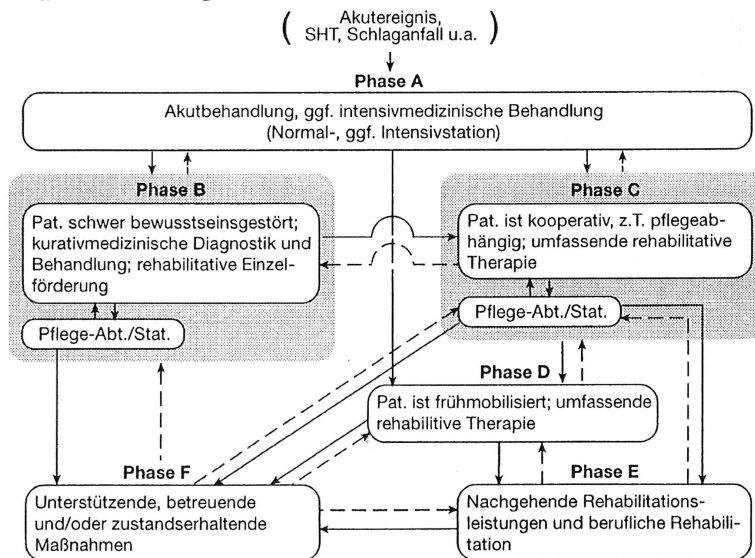 ( Akutereignis,
SHT, Schlaganfall u.a. )
Phase A
Akutbehandlung, ggf. intensivmedizinische Behandlung
(Normal-, ggf. Intensivstation)
Phase B
Pat. schwer bewusstseinsgestört;
kurativmedizinische Diagnostik und
Behandlung; rehabilitative Einzel-
förderung
Pflege-Abt./Stat.
Phase C
Pat. ist kooperativ, z.T. pflegeab-
hängig; umfassende rehabilitative
Therapie
Pflege-Abt./Stat.
Phase D
Pat. ist frühmobilisiert; umfassende
rehabilitive Therapie
Phase F
Unterstützende, betreuende
und/oder zustandserhaltende
Maßnahmen
Phase E
Nachgehende Rehabilitations-
leistungen und berufliche Rehabili-
tation